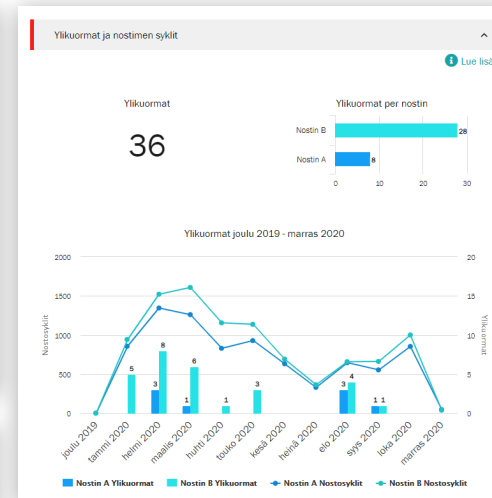 Ylikuormat ja nostimen syklit
Lue lisä
Ylikuormat
36
Ylikuormat per nostin
Nostin B
28
Nostin A
8
0 10 20 30
Ylikuormat joulu 2019 - marras 2020
2000 20
1500 15
1000 10
500 5
0 0
Nostosyklit
Ylikuormat
5 3 8 1 6 1 3 3 4 1 1
joulu 2019 tammi 2020 helmi 2020 maalis 2020 huhti 2020 touko 2020 kesä 2020 heinä 2020 elo 2020 syys 2020 loka 2020 marras 2020
Nostin A Ylikuormat Nostin B Ylikuormat Nostin A Nostosyklit Nostin B Nostosyklit